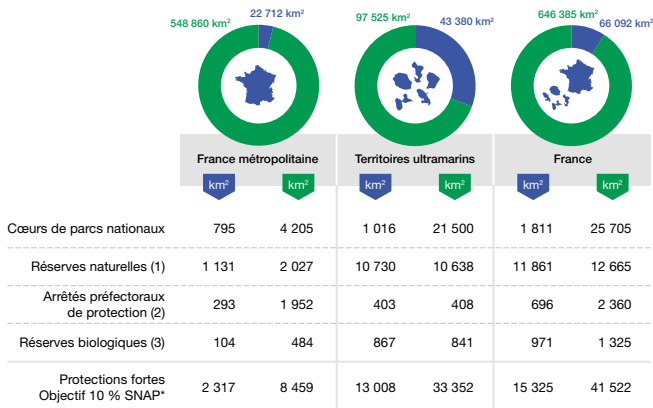 548 860 km²
22 712 km²
97 525 km²
43 380 km²
646 385 km²
66 092 km²
France métropolitaine
Territoires ultramarins
France
km² km² km² km² km² km²
Cœurs de parcs nationaux 795 4 205 1 016 21 500 1 811 25 705
Réserves naturelles (1) 1 131 2 027 10 730 10 638 11 861 12 665
Arrêtés préfectoraux
de protection (2) 293 1 952 403 408 696 2 360
Réserves biologiques (3) 104 484 867 841 971 1 325
Protections fortes
Objectif 10 % SNAP* 2 317 8 459 13 008 33 352 15 325 41 522